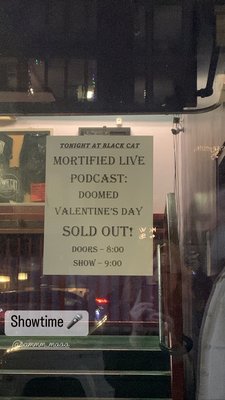 TONIGHT AT BLACK CAT
MORTIFIED LIVE
PODCAST:
DOOMED
VALENTINE'S DAY
SOLD OUT!
DOORS – 8:00
SHOW – 9:00
Showtime 🎤